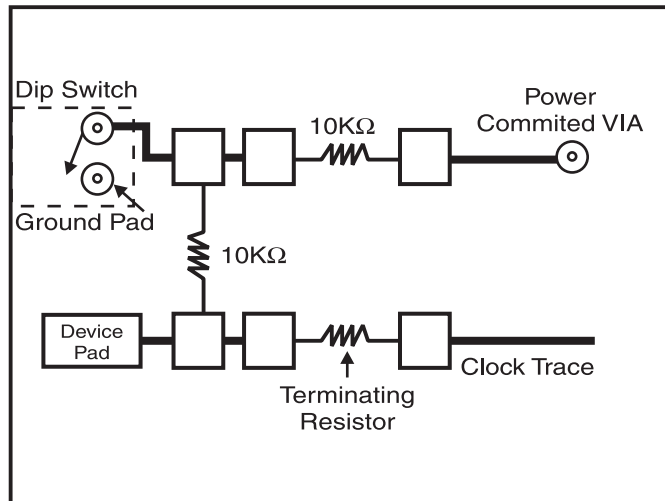 Dip Switch
Ground Pad
10KΩ
Power
Commited VIA
10KΩ
Device
Pad
Terminating
Resistor
Clock Trace